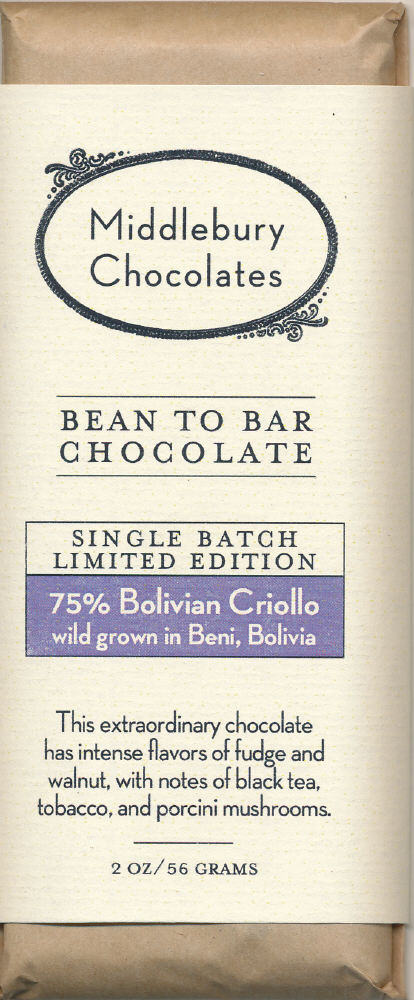 Middlebury
Chocolates
BEAN TO BAR
CHOCOLATE
SINGLE BATCH
LIMITED EDITION
75% Bolivian Criollo
wild grown in Beni, Bolivia
This extraordinary chocolate
has intense flavors of fudge and
walnut, with notes of black tea,
tobacco, and porcini mushrooms.
2 OZ/56 GRAMS